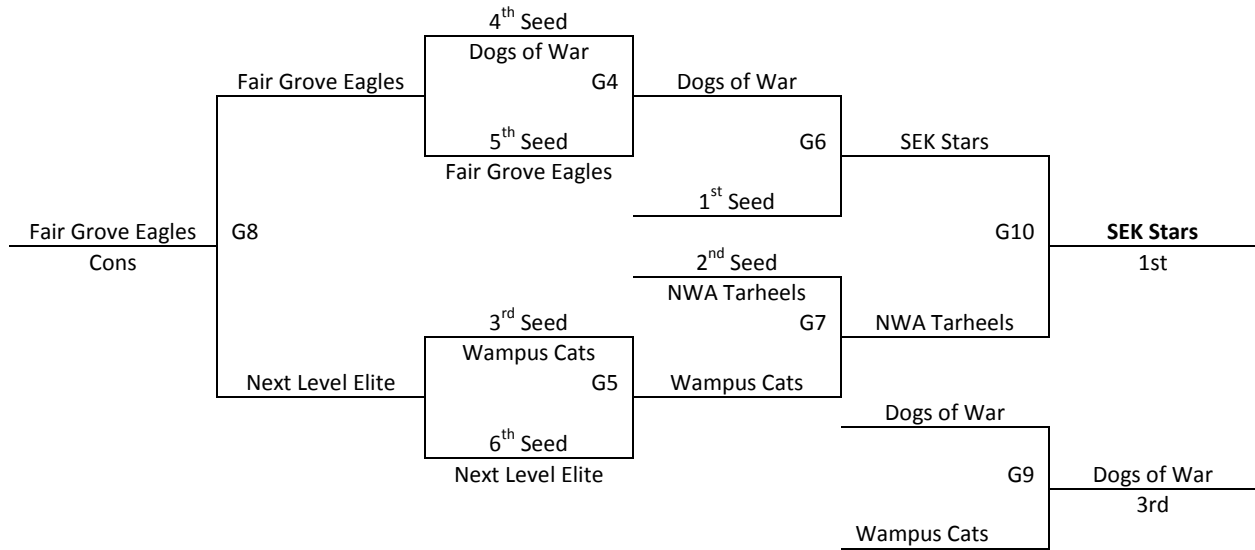 4th Seed
Dogs of War
Fair Grove Eagles
G4
Dogs of War
5th Seed
G6
SEK Stars
Fair Grove Eagles
1st Seed
Fair Grove Eagles
G8
G10
SEK Stars
Cons
2nd Seed
1st
NWA Tarheels
3rd Seed
G7
NWA Tarheels
Wampus Cats
Next Level Elite
G5
Wampus Cats
Dogs of War
6th Seed
Next Level Elite
G9
Dogs of War
3rd
Wampus Cats